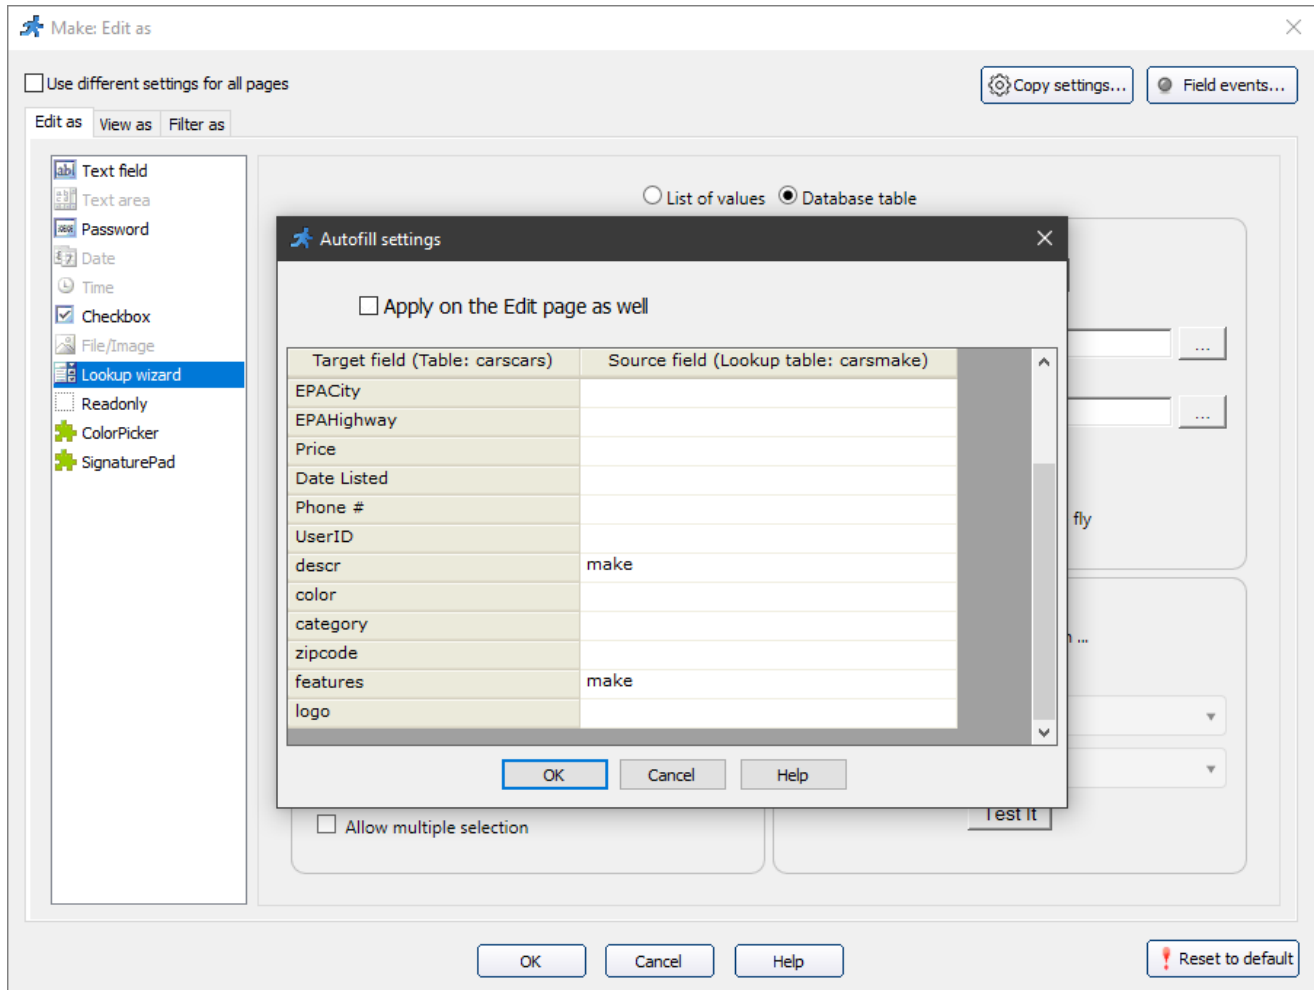 Make: Edit as
Use different settings for all pages
Copy settings...
Field events...
Edit as
View as
Filter as
Text field
Text area
Password
Date
Time
Checkbox
File/Image
Lookup wizard
Readonly
ColorPicker
SignaturePad
List of values
Database table
Autofill settings
Apply on the Edit page as well
Target field (Table: carscars)
Source field (Lookup table: carsmake)
EPACity
EPAHighway
Price
Date Listed
Phone #
UserID
descr make
color
category
zipcode
features make
logo
OK
Cancel
Help
...
...
fly
...
Allow multiple selection
Test It
OK
Cancel
Help
Reset to default